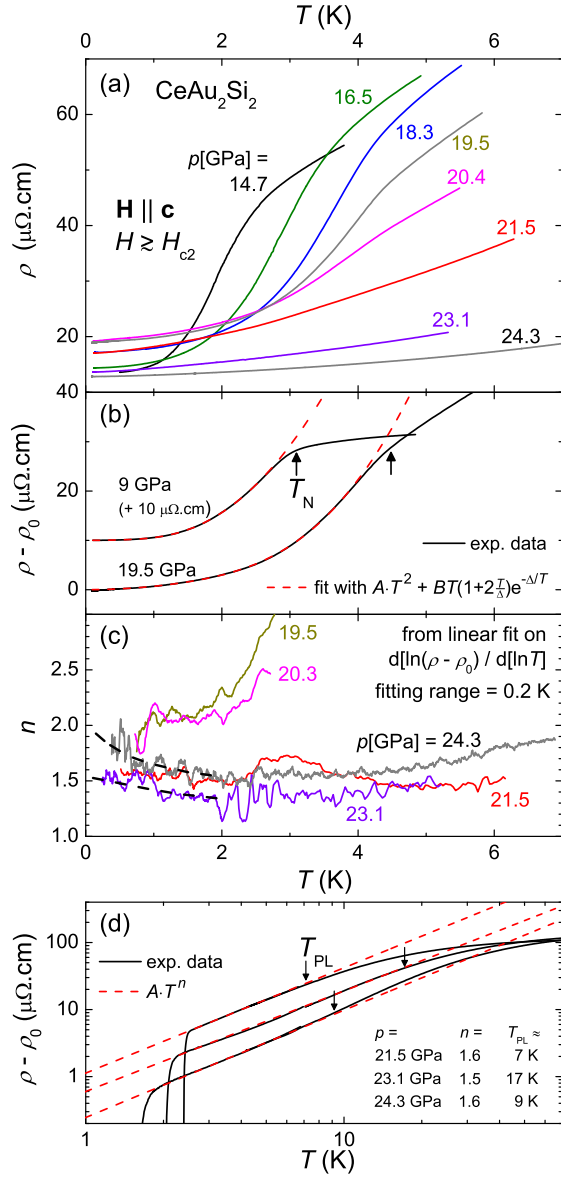 T (K)
0 2 4 6
(a)
CeAu₂Si₂
16.5
18.3
19.5
p[GPa] =
14.7
20.4
H || c
H ≳ H_c2
21.5
23.1
24.3
60
40
20
ρ (μΩ.cm)
40
(b)
9 GPa
(+ 10 μΩ.cm)
T_N
19.5 GPa
exp. data
fit with A·T² + BT(1+2 T/Δ)e^-Δ/T
20
0
ρ - ρ₀ (μΩ.cm)
(c)
19.5
20.3
from linear fit on
d[ln(ρ - ρ₀) / d[lnT]
fitting range = 0.2 K
p[GPa] = 24.3
21.5
23.1
2.5
2.0
1.5
1.0
n
0 2 4 6
T (K)
(d)
exp. data
A·Tⁿ
T_PL
p = n = T_PL ≈
21.5 GPa 1.6 7 K
23.1 GPa 1.5 17 K
24.3 GPa 1.6 9 K
100
10
1
ρ - ρ₀ (μΩ.cm)
1 10
T (K)